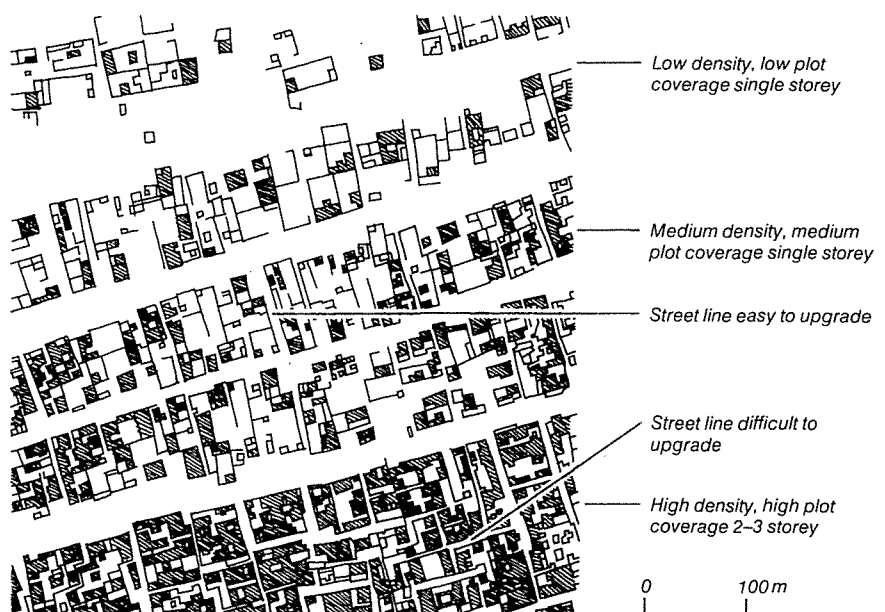 Low density, low plot
coverage single storey
Medium density, medium
plot coverage single storey
Street line easy to upgrade
Street line difficult to
upgrade
High density, high plot
coverage 2–3 storey
0 100 m